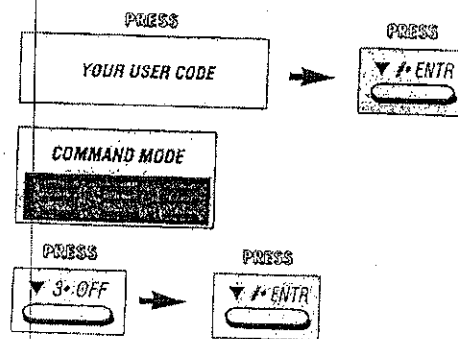 PRESS
PRESS
YOUR USER CODE
▼ /• ENTR
COMMAND MODE
PRESS
PRESS
▼ 3• OFF
▼ /• ENTR